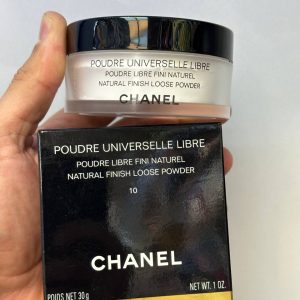 POUDRE UNIVERSELLE LIBRE
POUDRE LIBRE FINI NATUREL
NATURAL FINISH LOOSE POWDER
CHANEL
POUDRE UNIVERSELLE LIBRE
POUDRE LIBRE FINI NATUREL
NATURAL FINISH LOOSE POWDER
10
CHANEL
POIDS NET 30 g
NET WT. 1 OZ.